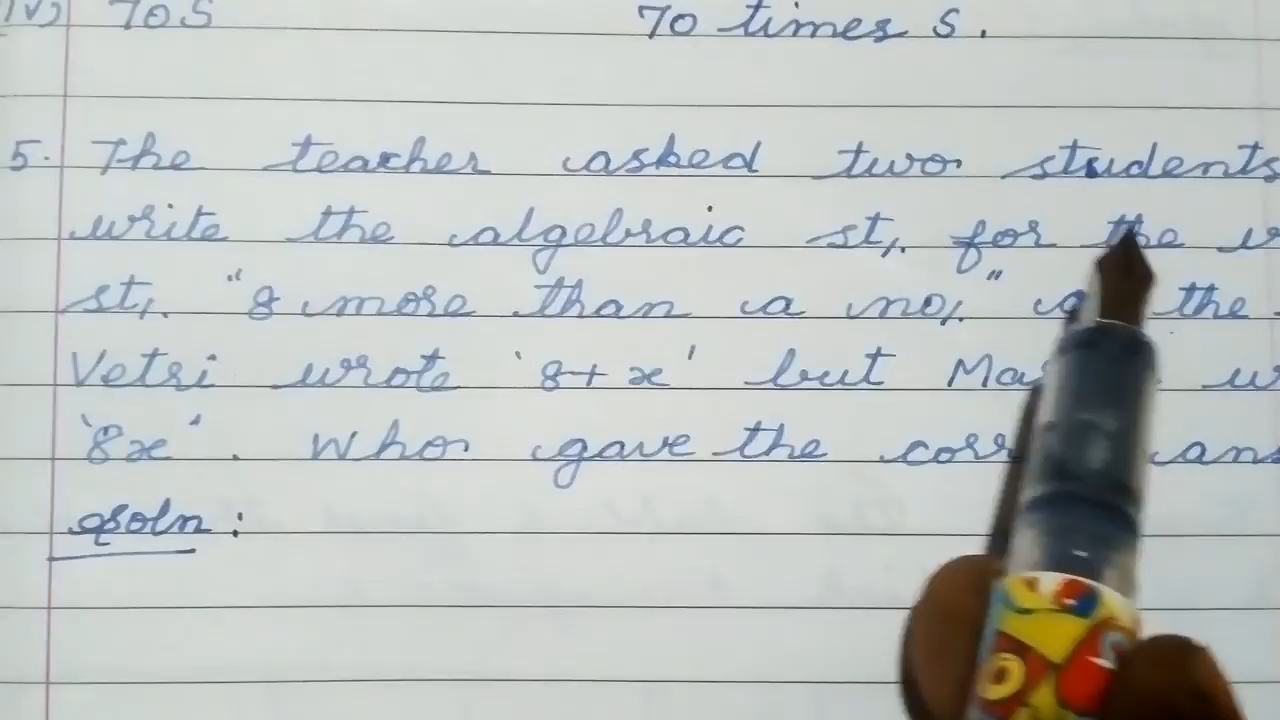 iv) 70s 70 times s.
5. The teacher asked two students
write the algebraic st/. for the
st/. "8 more than a no/." the
Vetri wrote '8+x' but
'8x'. Who gave the
soln: